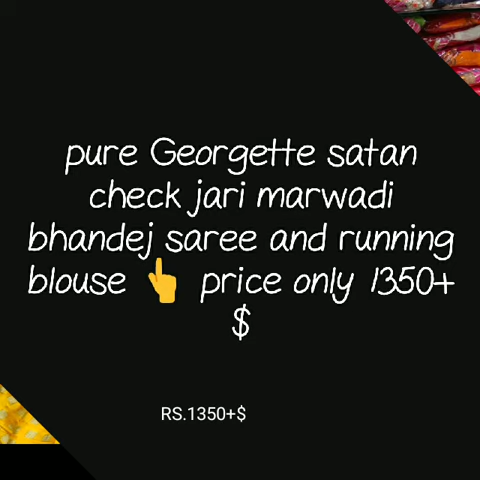 pure Georgette satan
check jari marwadi
bhandej saree and running
blouse 👆 price only 1350+
$
RS.1350+$